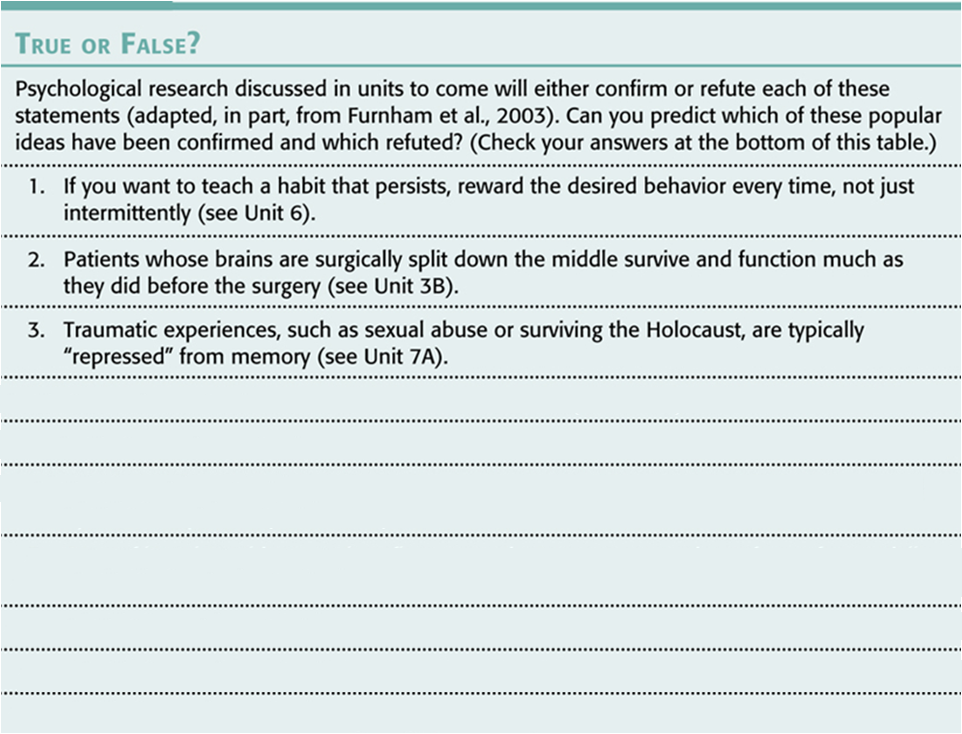 TRUE OR FALSE?
Psychological research discussed in units to come will either confirm or refute each of these
statements (adapted, in part, from Furnham et al., 2003). Can you predict which of these popular
ideas have been confirmed and which refuted? (Check your answers at the bottom of this table.)
1. If you want to teach a habit that persists, reward the desired behavior every time, not just
intermittently (see Unit 6).
2. Patients whose brains are surgically split down the middle survive and function much as
they did before the surgery (see Unit 3B).
3. Traumatic experiences, such as sexual abuse or surviving the Holocaust, are typically
“repressed” from memory (see Unit 7A).